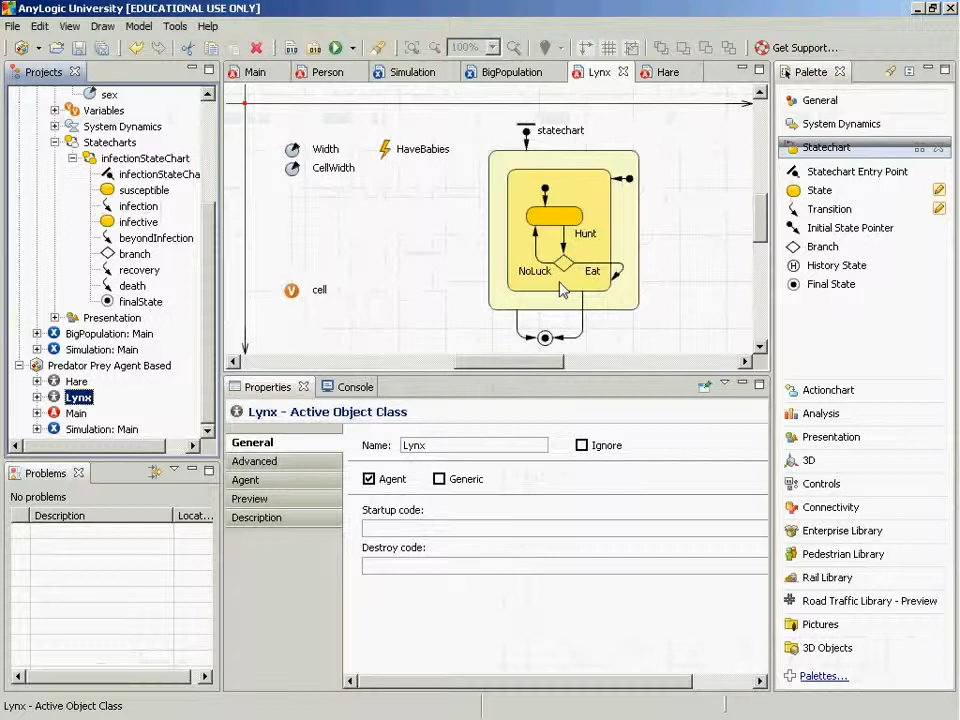 AnyLogic University [EDUCATIONAL USE ONLY]
File Edit View Draw Model Tools Help
100% Get Support...
Projects
sex
Variables
System Dynamics
Statecharts
infectionStateChart
infectionStateCha
susceptible
infection
infective
beyondInfection
branch
recovery
death
finalState
Presentation
BigPopulation: Main
Simulation: Main
Predator Prey Agent Based
Hare
Lynx
Main
Simulation: Main
Problems
No problems
Description Locat...
Main Person Simulation BigPopulation Lynx Hare
statechart
Width HaveBabies
CellWidth
Hunt
NoLuck Eat
cell
Properties Console
Lynx - Active Object Class
General
Advanced
Agent
Preview
Description
Name: Lynx Ignore
Agent Generic
Startup code:
Destroy code:
Palette
General
System Dynamics
Statechart
Statechart Entry Point
State
Transition
Initial State Pointer
Branch
H History State
Final State
Actionchart
Analysis
Presentation
3D
Controls
Connectivity
Enterprise Library
Pedestrian Library
Rail Library
Road Traffic Library - Preview
Pictures
3D Objects
Palettes...
Lynx - Active Object Class